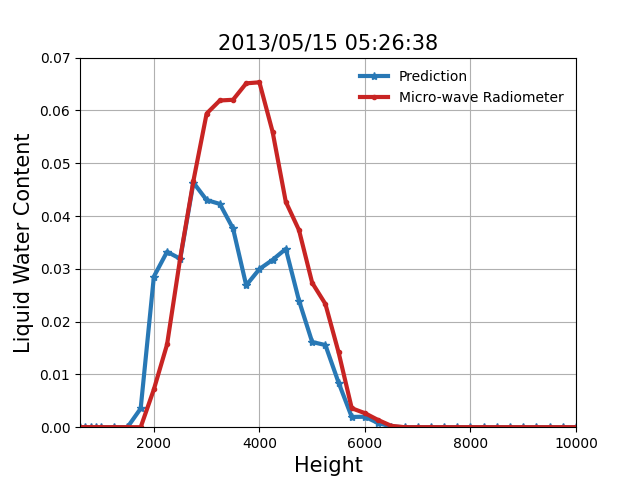 2013/05/15 05:26:38
Prediction
Micro-wave Radiometer
Liquid Water Content
0.07
0.06
0.05
0.04
0.03
0.02
0.01
0.00
2000 4000 6000 8000 10000
Height